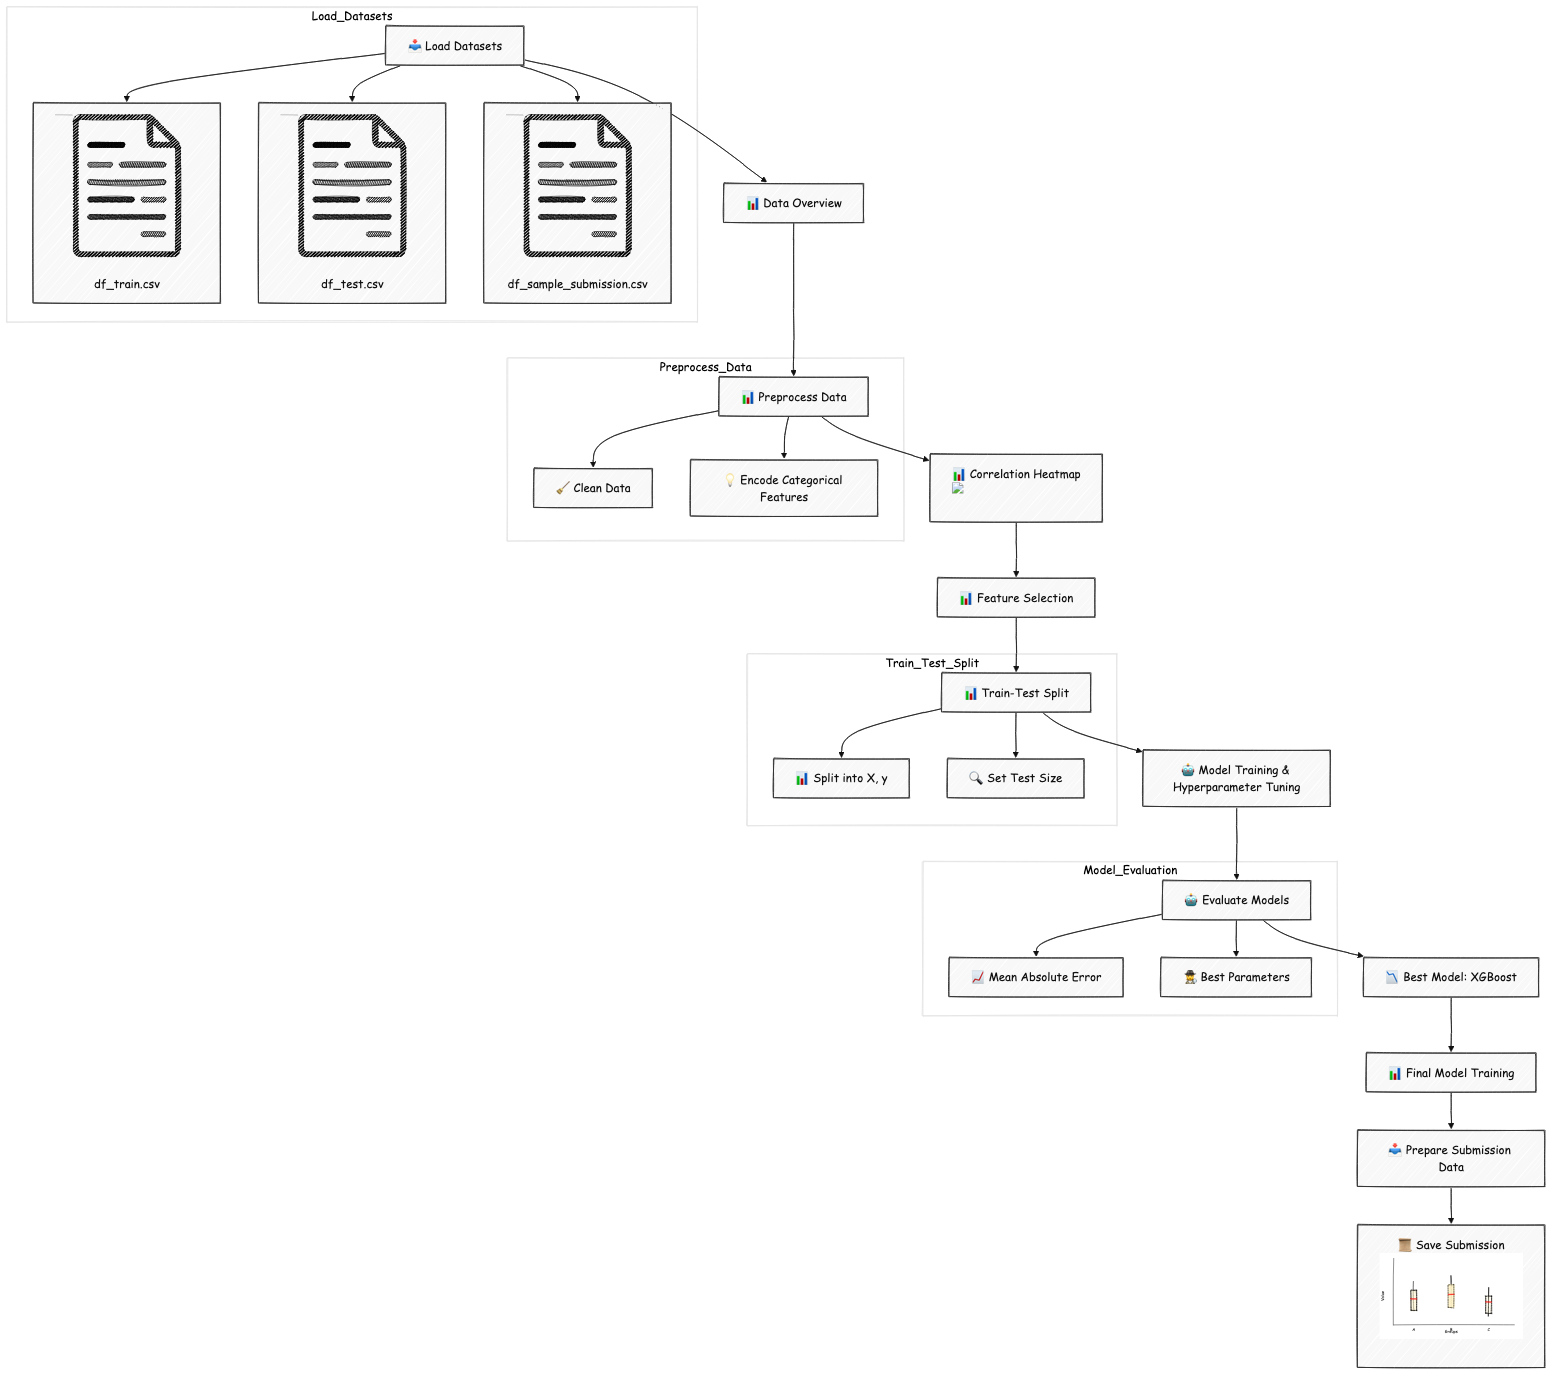 Load_Datasets
📥 Load Datasets
df_train.csv
df_test.csv
df_sample_submission.csv
📊 Data Overview
Preprocess_Data
📊 Preprocess Data
🧹 Clean Data
💡 Encode Categorical
Features
📊 Correlation Heatmap
📊 Feature Selection
Train_Test_Split
📊 Train-Test Split
📊 Split into X, y
🔍 Set Test Size
🤖 Model Training &
Hyperparameter Tuning
Model_Evaluation
🤖 Evaluate Models
📈 Mean Absolute Error
🕵 Best Parameters
📉 Best Model: XGBoost
📊 Final Model Training
📥 Prepare Submission
Data
📜 Save Submission
Value
A
B
C
Groups